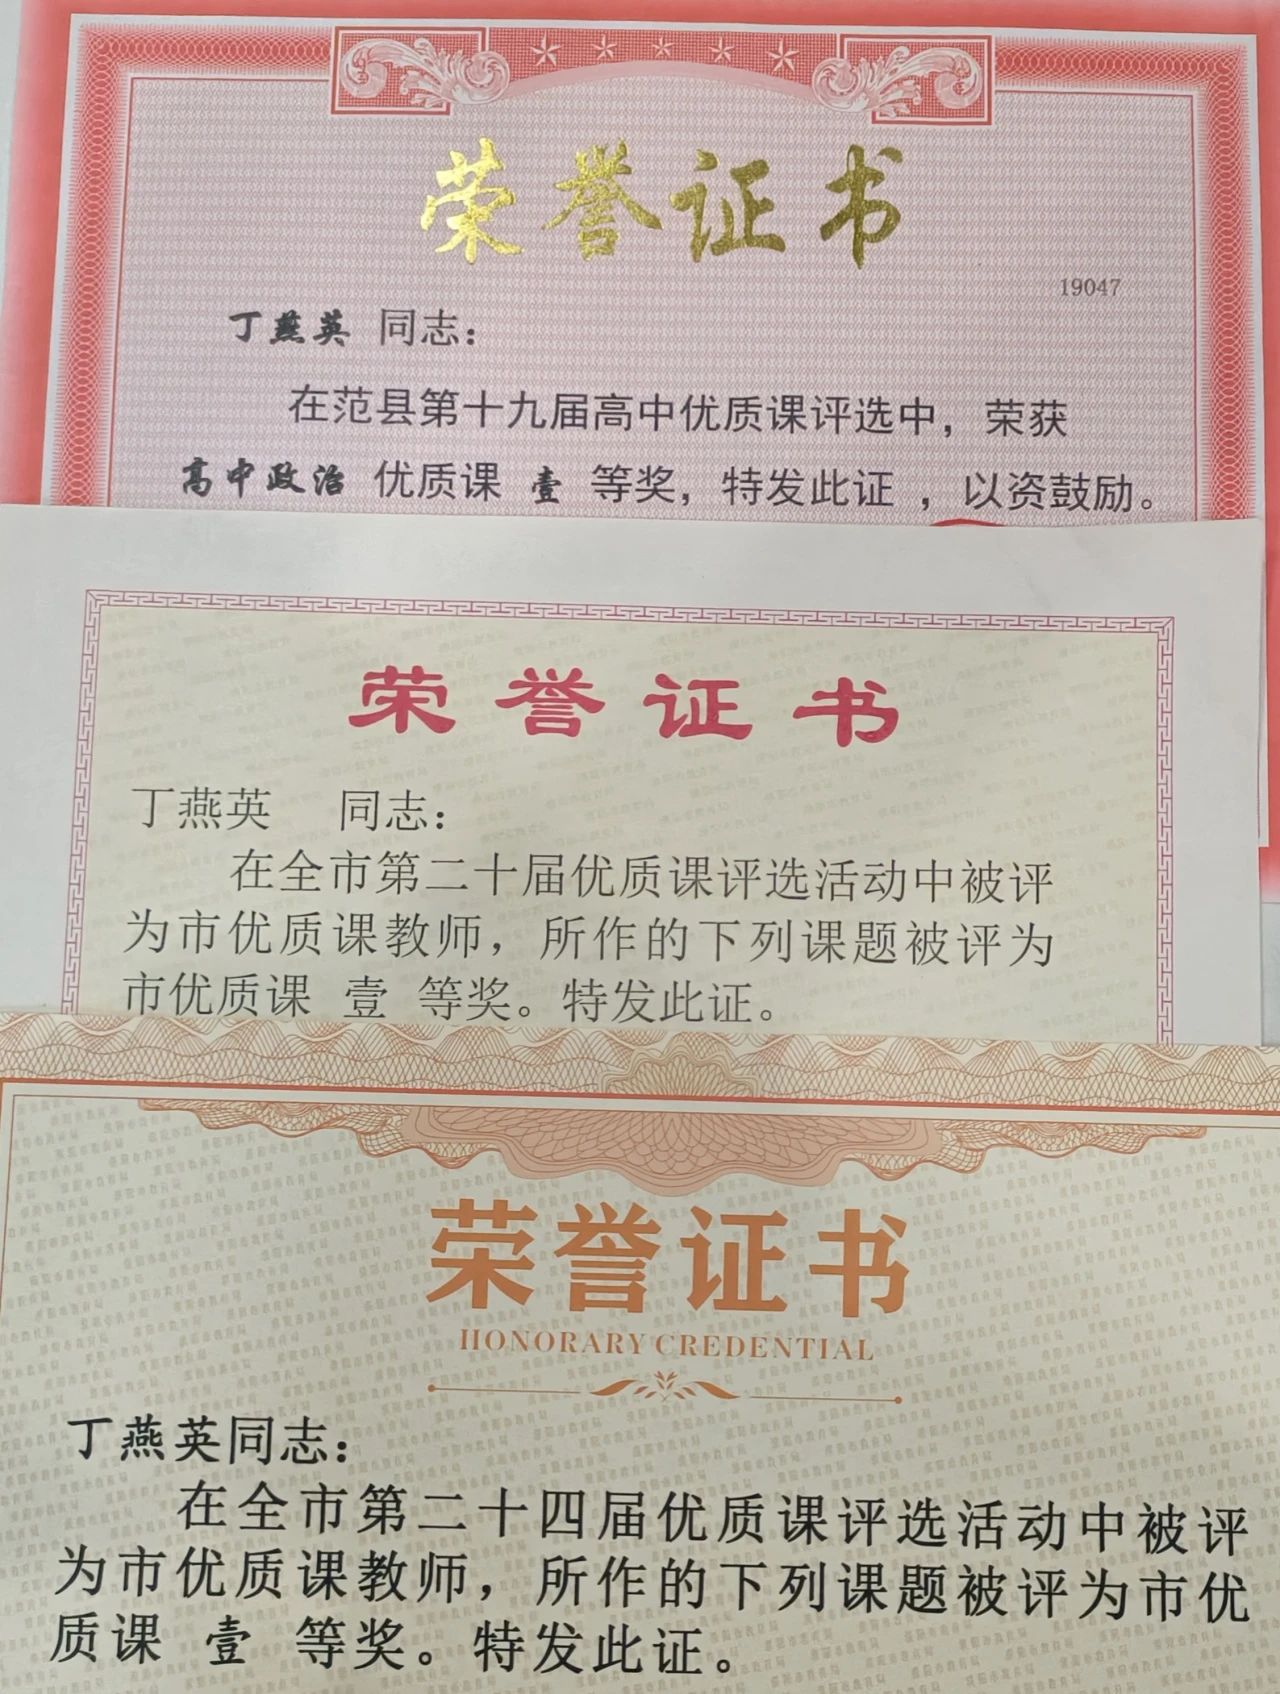 荣誉证书
19047
丁燕英 同志：
在范县第十九届高中优质课评选中，荣获
高中政治 优质课 壹 等奖，特发此证，以资鼓励。
荣誉证书
丁燕英 同志：
在全市第二十届优质课评选活动中被评
为市优质课教师，所作的下列课题被评为
市优质课 壹 等奖。特发此证。
荣誉证书
HONORARY CREDENTIAL
丁燕英同志：
在全市第二十四届优质课评选活动中被评
为市优质课教师，所作的下列课题被评为市优
质课 壹 等奖。特发此证。